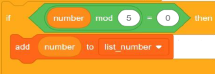 if number mod 5 = 0 then
add number to list_number